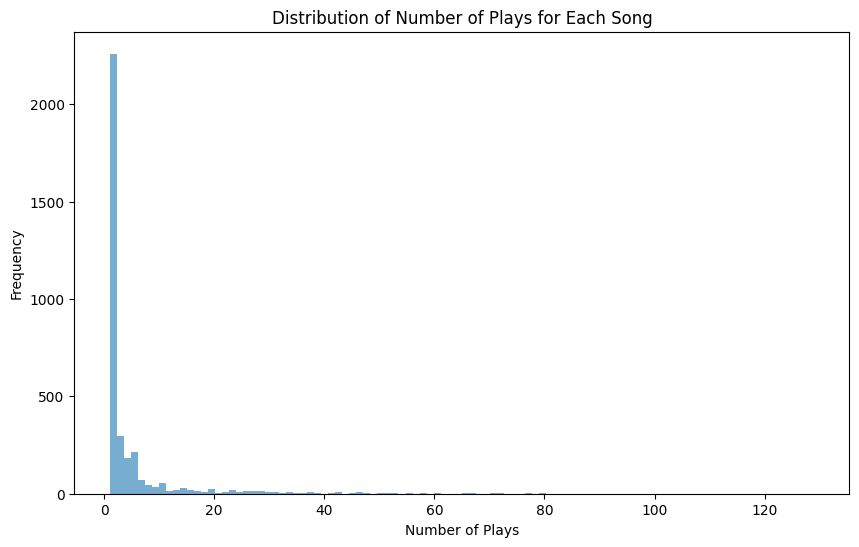 Distribution of Number of Plays for Each Song
Frequency
2000
1500
1000
500
0
0 20 40 60 80 100 120
Number of Plays